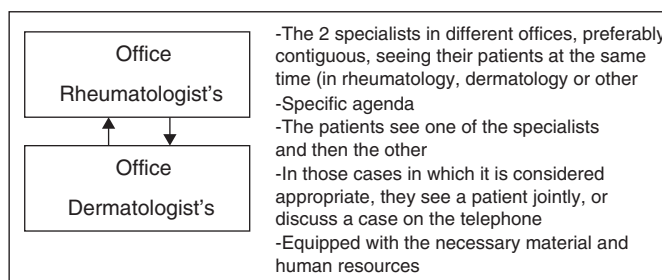 Office
Rheumatologist's
Office
Dermatologist's
-The 2 specialists in different offices, preferably
contiguous, seeing their patients at the same
time (in rheumatology, dermatology or other
-Specific agenda
-The patients see one of the specialists
and then the other
-In those cases in which it is considered
appropriate, they see a patient jointly, or
discuss a case on the telephone
-Equipped with the necessary material and
human resources